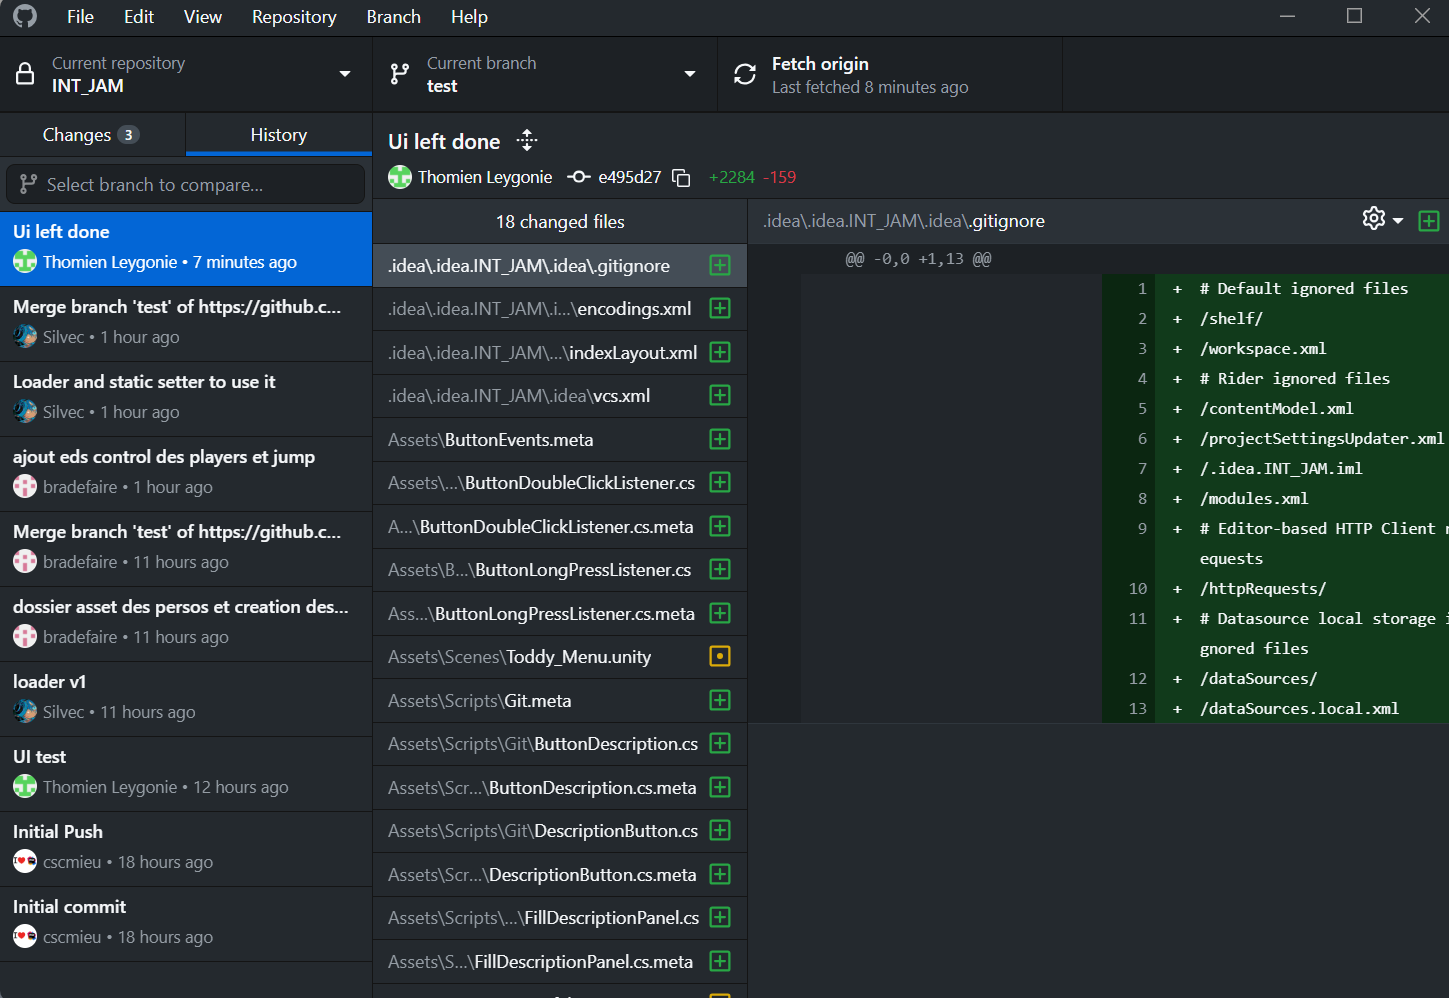 File Edit View Repository Branch Help
Current repository
INT_JAM
Current branch
test
Fetch origin
Last fetched 8 minutes ago
Changes 3
History
Select branch to compare...
Ui left done
Thomien Leygonie • 7 minutes ago
Merge branch 'test' of https://github.c...
Silvec • 1 hour ago
Loader and static setter to use it
Silvec • 1 hour ago
ajout eds control des players et jump
bradefaire • 1 hour ago
Merge branch 'test' of https://github.c...
bradefaire • 11 hours ago
dossier asset des persos et creation des...
bradefaire • 11 hours ago
loader v1
Silvec • 11 hours ago
UI test
Thomien Leygonie • 12 hours ago
Initial Push
cscmieu • 18 hours ago
Initial commit
cscmieu • 18 hours ago
Ui left done
Thomien Leygonie e495d27 +2284 -159
18 changed files
.idea\.idea.INT_JAM\.idea\.gitignore
.idea\.idea.INT_JAM\.i...\encodings.xml
.idea\.idea.INT_JAM\...\indexLayout.xml
.idea\.idea.INT_JAM\.idea\vcs.xml
Assets\ButtonEvents.meta
Assets\...\ButtonDoubleClickListener.cs
A...\ButtonDoubleClickListener.cs.meta
Assets\B...\ButtonLongPressListener.cs
Ass...\ButtonLongPressListener.cs.meta
Assets\Scenes\Toddy_Menu.unity
Assets\Scripts\Git.meta
Assets\Scripts\Git\ButtonDescription.cs
Assets\Scr...\ButtonDescription.cs.meta
Assets\Scripts\Git\DescriptionButton.cs
Assets\Scr...\DescriptionButton.cs.meta
Assets\Scripts\...\FillDescriptionPanel.cs
Assets\S...\FillDescriptionPanel.cs.meta
.idea\.idea.INT_JAM\.idea\.gitignore
@@ -0,0 +1,13 @@
1 + # Default ignored files
2 + /shelf/
3 + /workspace.xml
4 + # Rider ignored files
5 + /contentModel.xml
6 + /projectSettingsUpdater.xml
7 + /.idea.INT_JAM.iml
8 + /modules.xml
9 + # Editor-based HTTP Client r
equests
10 + /httpRequests/
11 + # Datasource local storage i
gnored files
12 + /dataSources/
13 + /dataSources.local.xml